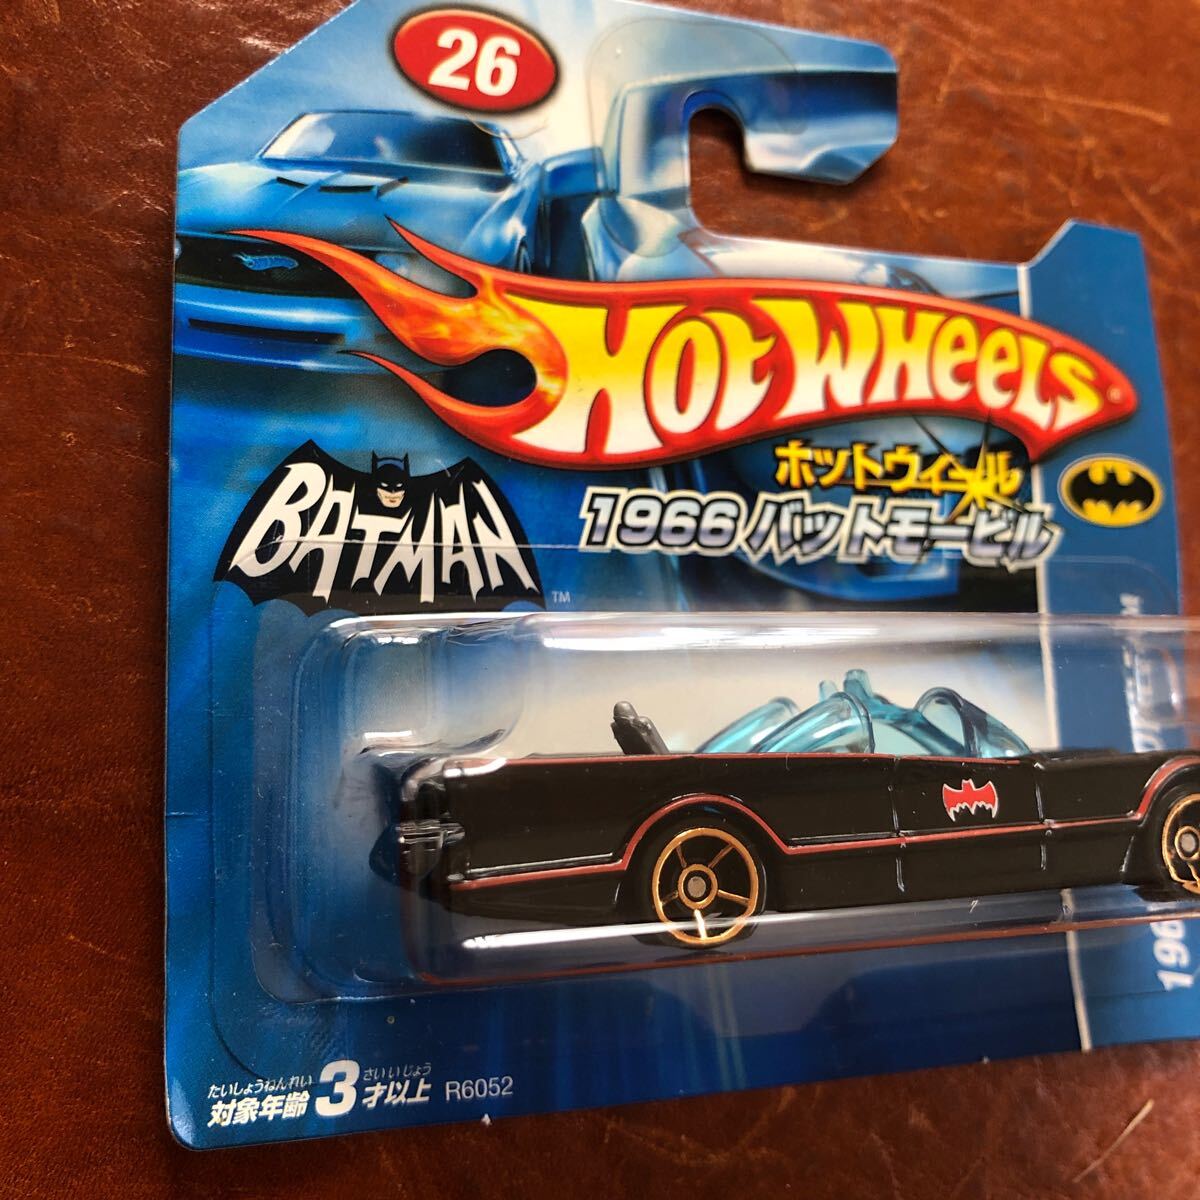 26
HOT WHEELS
®
ホットウィール
1966 バットモービル
BATMAN
TM
たいしょうねんれい さいいじょう
対象年齢 3才以上 R6052